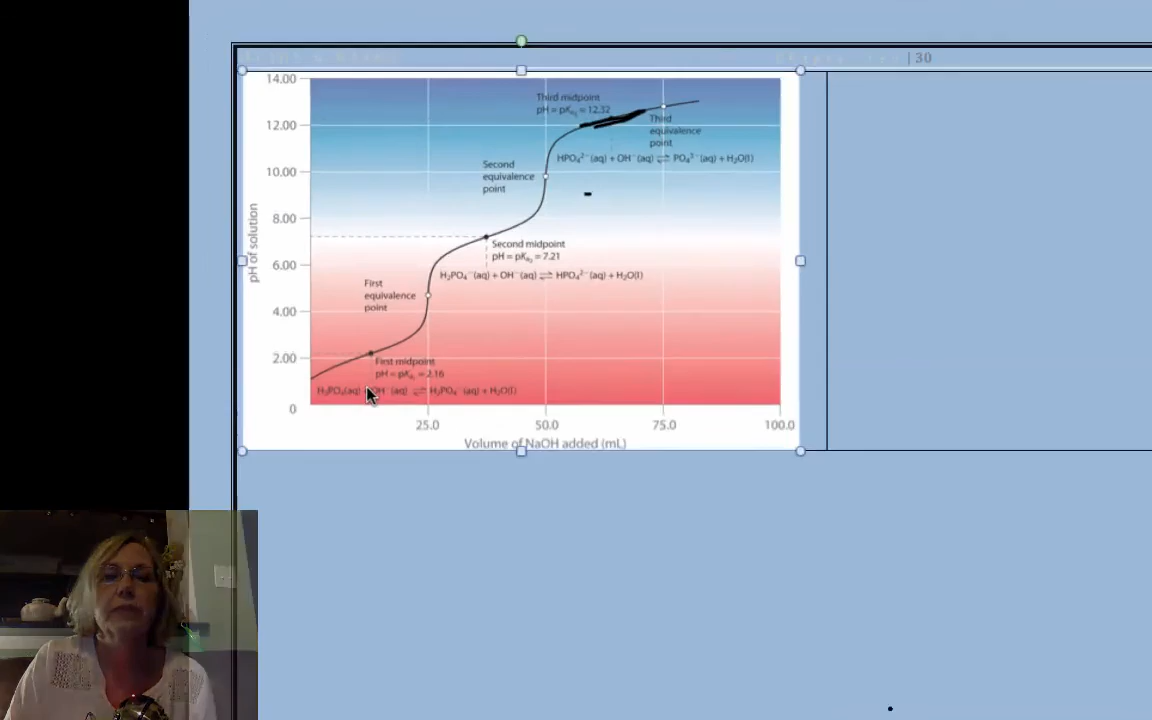 | 30
14.00
12.00
10.00
8.00
6.00
4.00
2.00
0
pH of solution
Third midpoint
pH = pKa₃ = 12.32
Third
equivalence
point
HPO₄²⁻(aq) + OH⁻(aq) ⇌ PO₄³⁻(aq) + H₂O(l)
Second
equivalence
point
Second midpoint
pH = pKa₂ = 7.21
H₂PO₄⁻(aq) + OH⁻(aq) ⇌ HPO₄²⁻(aq) + H₂O(l)
First
equivalence
point
First midpoint
pH = pKa₁ = 2.16
H₃PO₄(aq) OH⁻(aq) ⇌ H₂PO₄⁻(aq) + H₂O(l)
25.0
50.0
75.0
100.0
Volume of NaOH added (mL)